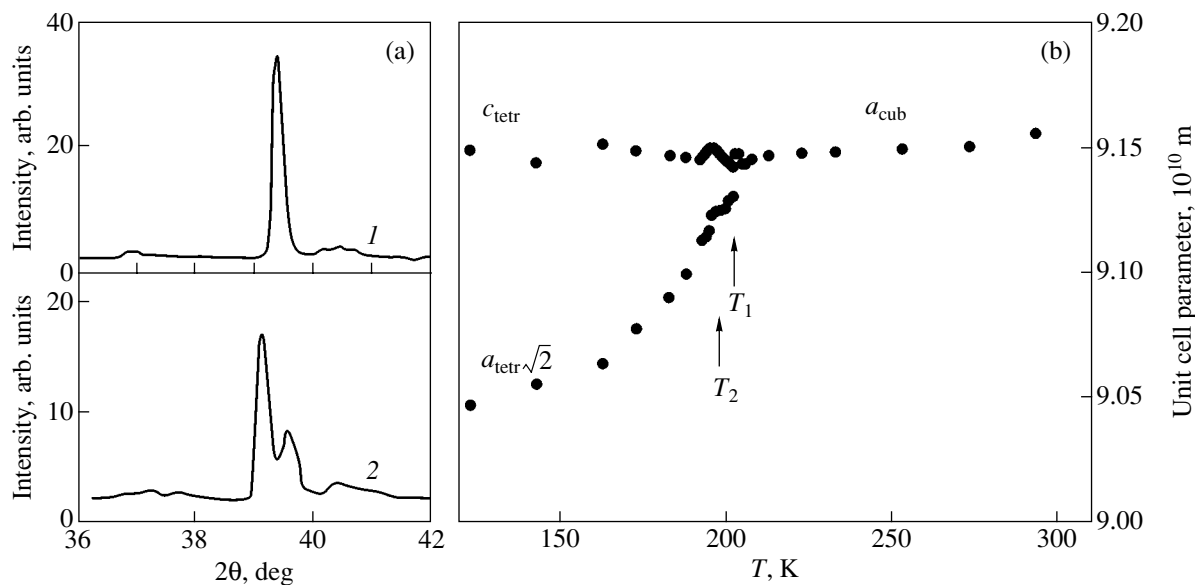 40
(a)
Intensity, arb. units
20
1
0
20
Intensity, arb. units
10
2
0
36 38 40 42
2θ, deg
(b)
9.20
c_tetr
a_cub
9.15
9.10
T_1
a_tetr√2
T_2
9.05
9.00
Unit cell parameter, 10^10 m
150 200 250 300
T, K